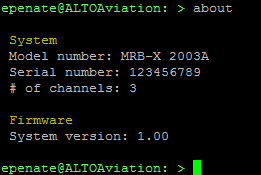 epenate@ALTOAviation: > about
System
Model number: MRB-X 2003A
Serial number: 123456789
# of channels: 3
Firmware
System version: 1.00
epenate@ALTOAviation: >